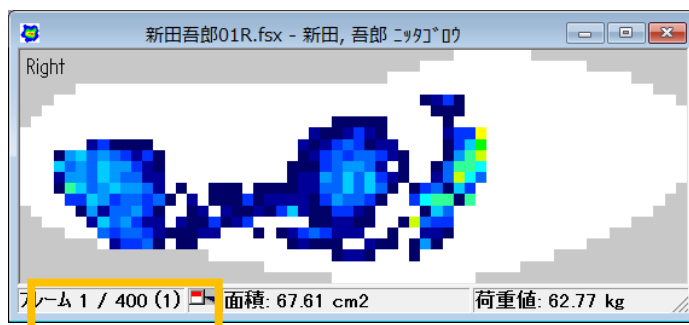 新田吾郎01R.fsx - 新田, 吾郎 ﾆｯﾀｺﾞﾛｳ
Right
フレーム 1 / 400 (1) 面積: 67.61 cm2 荷重値: 62.77 kg